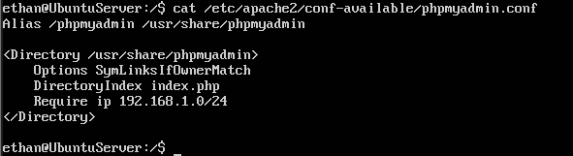 ethan@UbuntuServer:/$ cat /etc/apache2/conf-available/phpmyadmin.conf
Alias /phpmyadmin /usr/share/phpmyadmin

<Directory /usr/share/phpmyadmin>
    Options SymLinksIfOwnerMatch
    DirectoryIndex index.php
    Require ip 192.168.1.0/24
</Directory>

ethan@UbuntuServer:/$ _